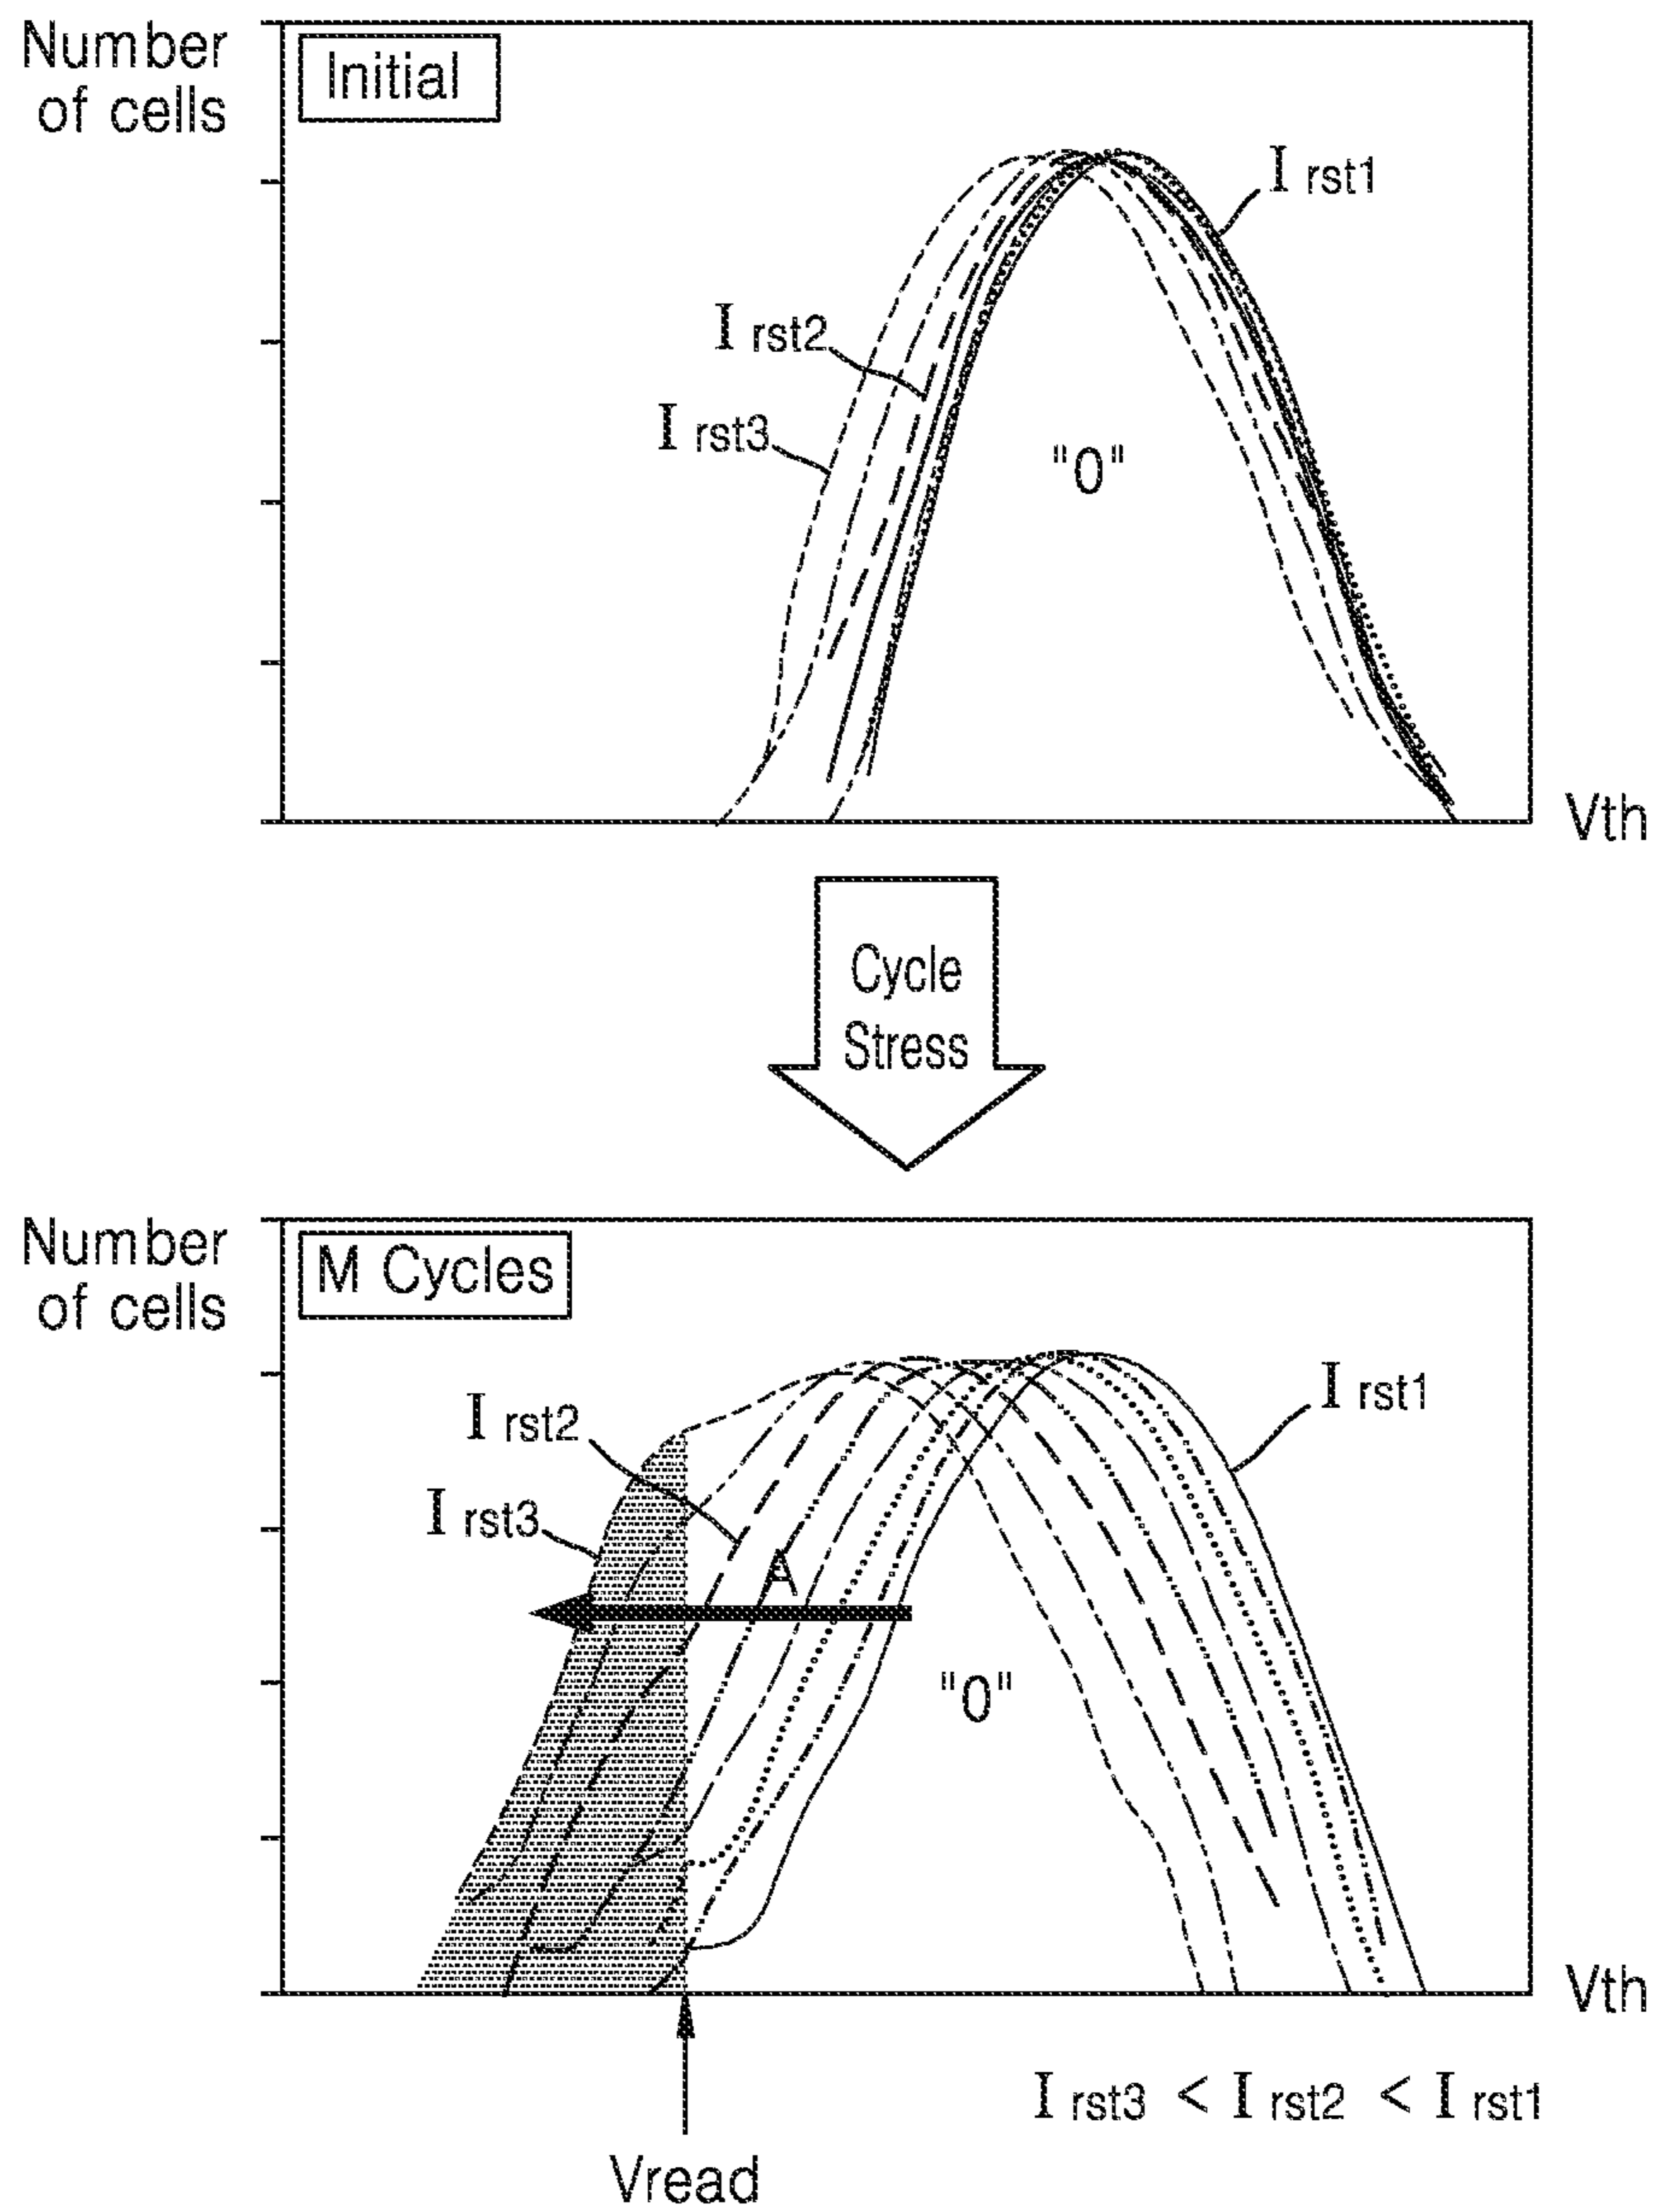 Number
of cells
Initial
I rst1
I rst2
I rst3
"0"
Vth
Cycle
Stress
Number
of cells
M Cycles
I rst1
I rst2
I rst3
A
"0"
Vth
I rst3 < I rst2 < I rst1
Vread